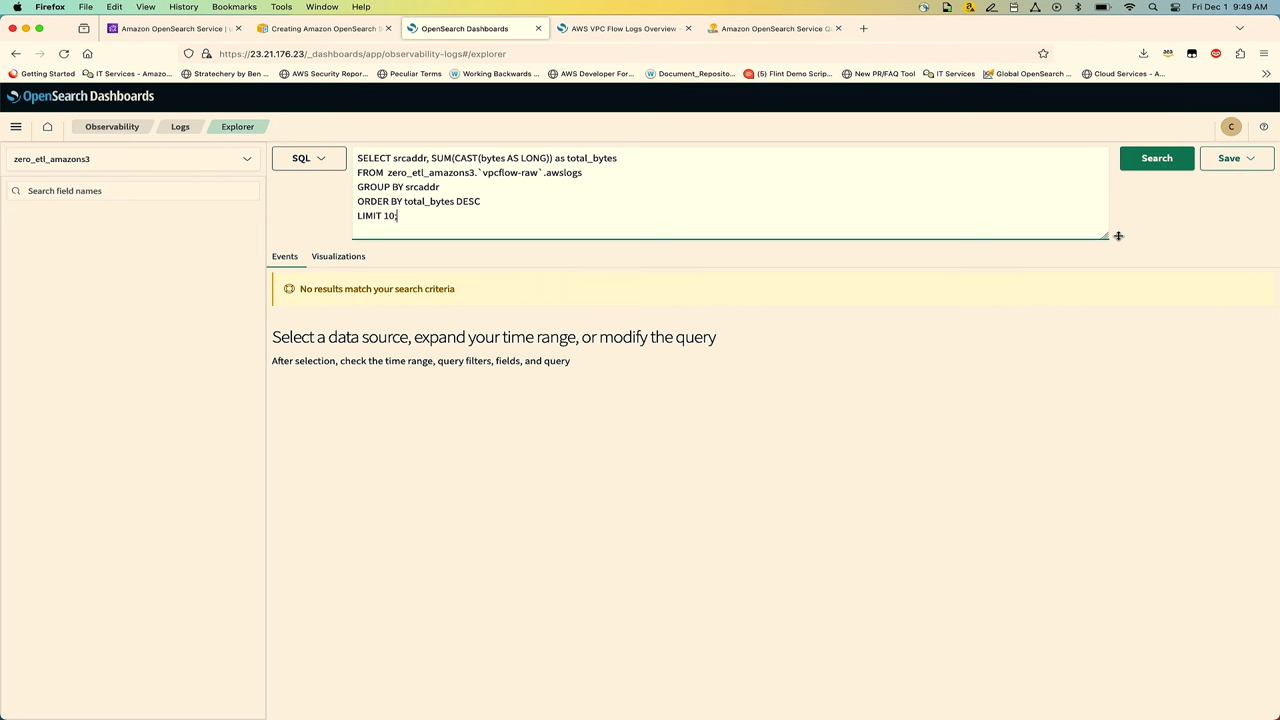 Firefox File Edit View History Bookmarks Tools Window Help Fri Dec 1 9:49 AM
Amazon OpenSearch Service | u Creating Amazon OpenSearch S OpenSearch Dashboards AWS VPC Flow Logs Overview - Amazon OpenSearch Service Q
https://23.21.176.23/_dashboards/app/observability-logs#/explorer
Getting Started IT Services - Amazo... Stratechery by Ben ... AWS Security Repor... Peculiar Terms Working Backwards ... AWS Developer For... Document_Reposito... (5) Flint Demo Scrip... New PR/FAQ Tool IT Services Global OpenSearch ... Cloud Services - A...
OpenSearch Dashboards
Observability Logs Explorer C
zero_etl_amazons3
Search field names
SQL
SELECT srcaddr, SUM(CAST(bytes AS LONG)) as total_bytes
FROM  zero_etl_amazons3.`vpcflow-raw`.awslogs
GROUP BY srcaddr
ORDER BY total_bytes DESC
LIMIT 10;
Search Save
Events Visualizations
No results match your search criteria
Select a data source, expand your time range, or modify the query
After selection, check the time range, query filters, fields, and query